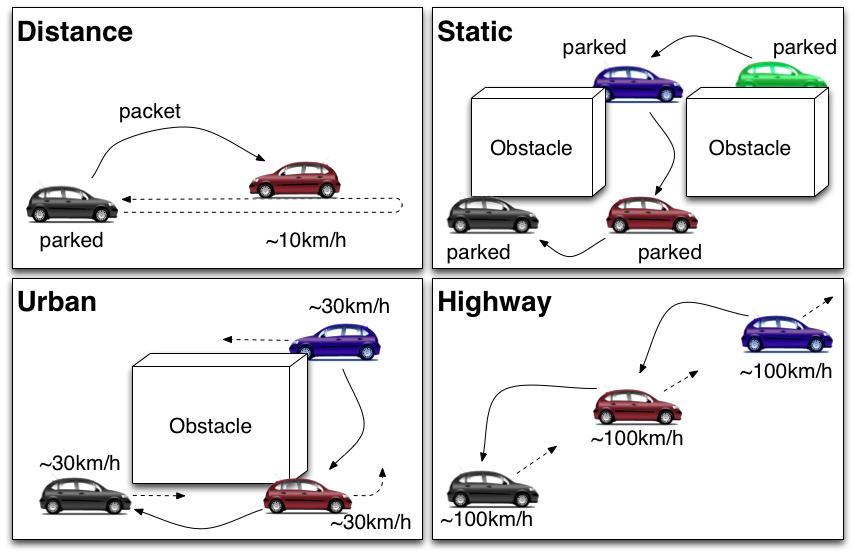 Distance
packet
parked
~10km/h
Static
parked
parked
Obstacle
Obstacle
parked
parked
Urban
~30km/h
Obstacle
~30km/h
~30km/h
Highway
~100km/h
~100km/h
~100km/h